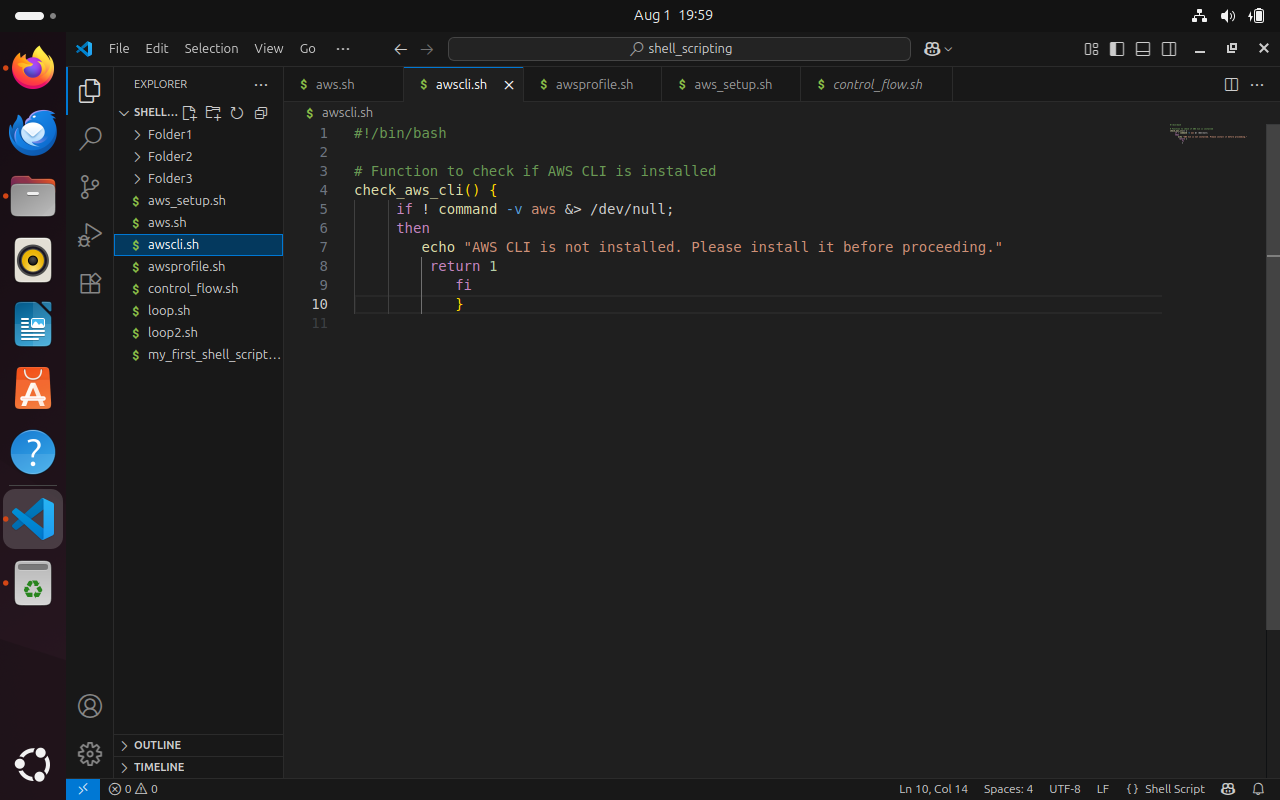 Aug 1 19:59
File Edit Selection View Go ···
shell_scripting
EXPLORER ···
aws.sh
awscli.sh
awsprofile.sh
aws_setup.sh
control_flow.sh
SHELL...
awscli.sh
Folder1
Folder2
Folder3
aws_setup.sh
aws.sh
awscli.sh
awsprofile.sh
control_flow.sh
loop.sh
loop2.sh
my_first_shell_script...
1 #!/bin/bash
2
3 # Function to check if AWS CLI is installed
4 check_aws_cli() {
5 if ! command -v aws &> /dev/null;
6 then
7 echo "AWS CLI is not installed. Please install it before proceeding."
8 return 1
9 fi
10 }
11
OUTLINE
TIMELINE
0 0
Ln 10, Col 14 Spaces: 4 UTF-8 LF {} Shell Script